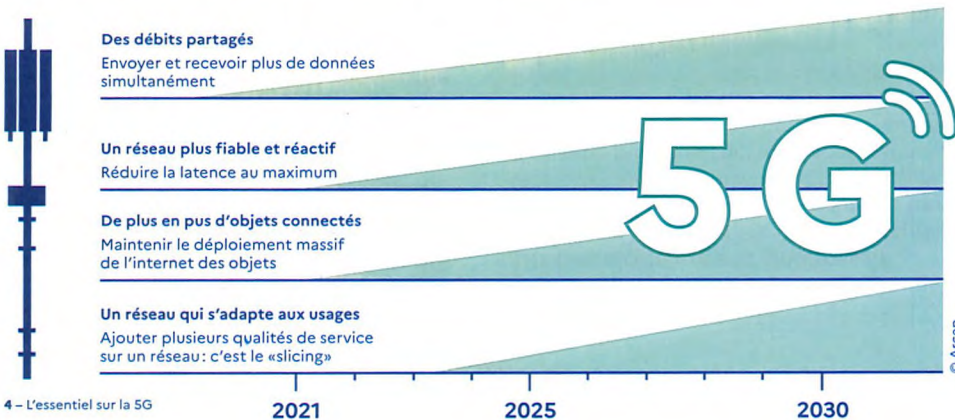 Des débits partagés
Envoyer et recevoir plus de données
simultanément
Un réseau plus fiable et réactif
Réduire la latence au maximum
De plus en pus d'objets connectés
Maintenir le déploiement massif
de l'internet des objets
Un réseau qui s'adapte aux usages
Ajouter plusieurs qualités de service
sur un réseau: c'est le «slicing»
5G
© Arcep
4 – L'essentiel sur la 5G
2021
2025
2030